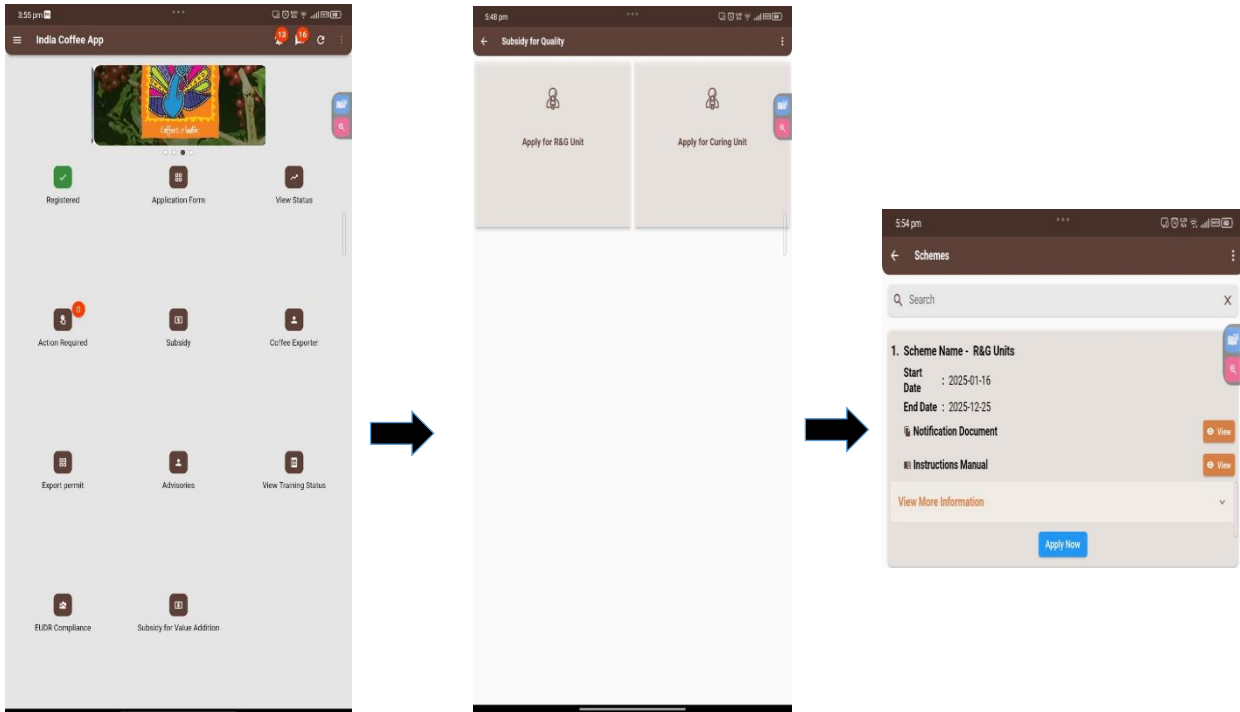 3:55 pm
India Coffee App
13
16
Coffees of India
Registered
Application Form
View Status
0
Action Required
Subsidy
Coffee Exporter
Export permit
Advisories
View Training Status
EUDR Compliance
Subsidy for Value Addition
5:48 pm
Subsidy for Quality
Apply for R&G Unit
Apply for Curing Unit
5:54 pm
Schemes
Search
X
1. Scheme Name - R&G Units
Start
Date : 2025-01-16
End Date : 2025-12-25
Notification Document
View
Instructions Manual
View
View More Information
Apply Now